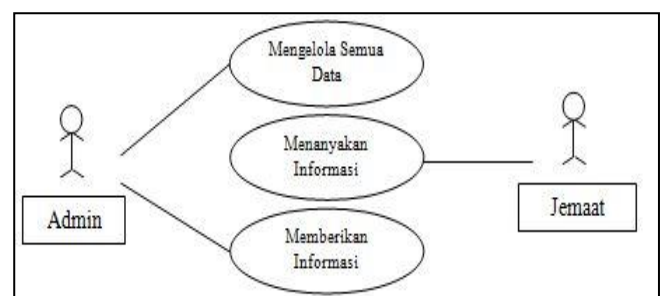 Mengelola Semua
Data
Menanyakan
Informasi
Memberikan
Informasi
Admin
Jemaat